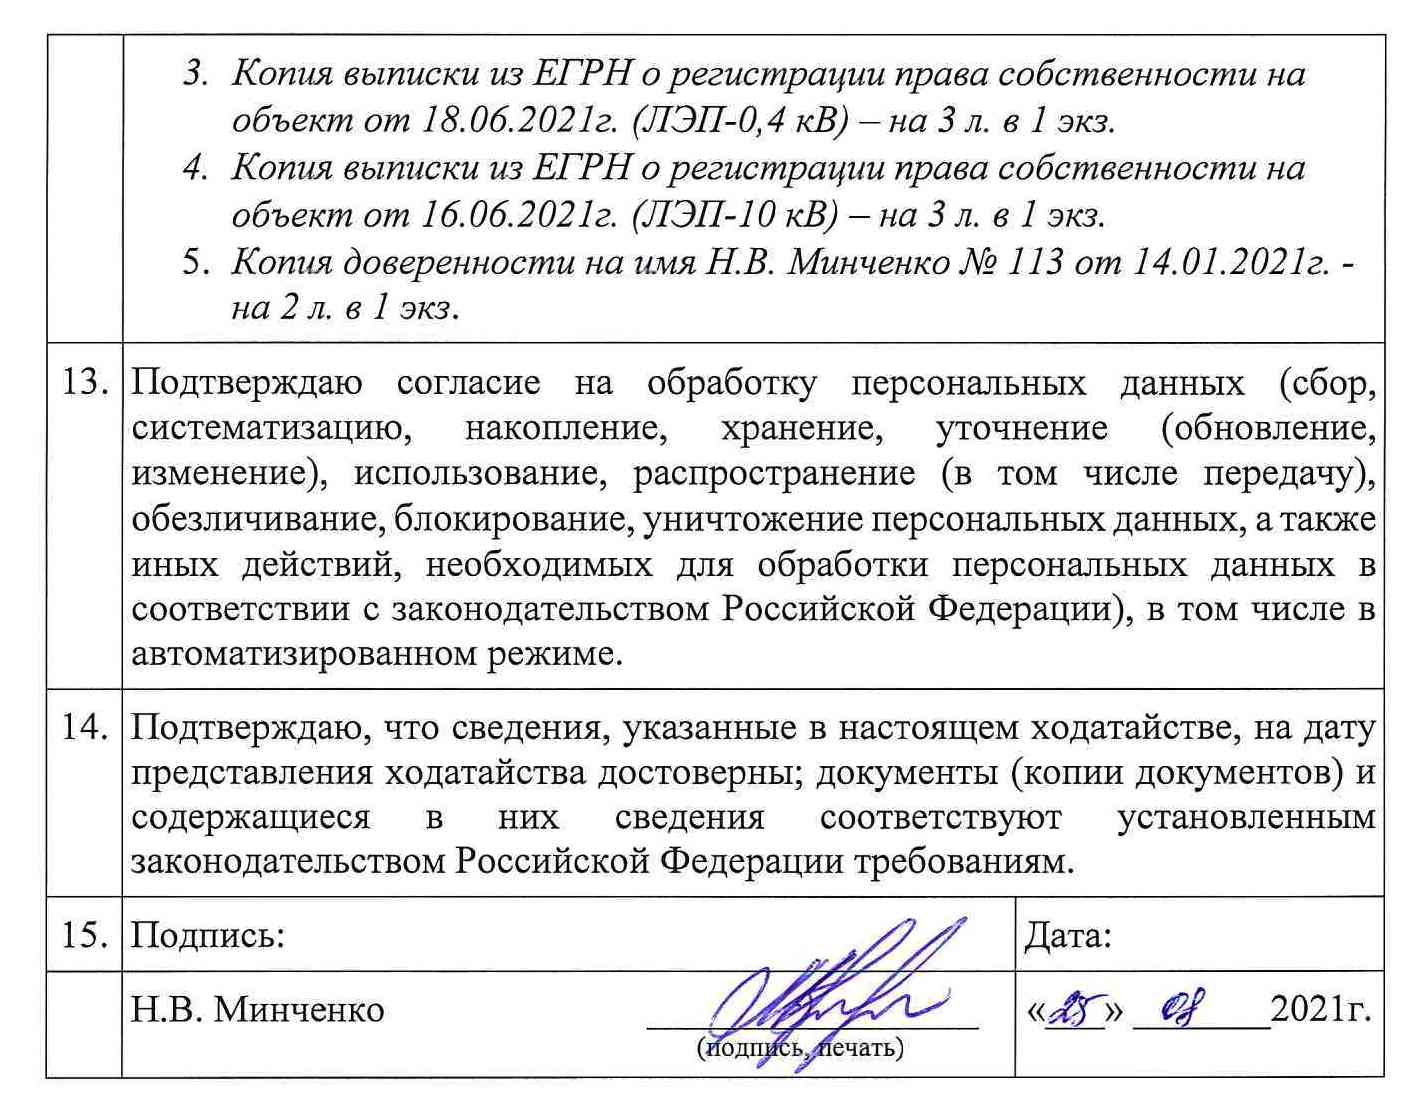 3. Копия выписки из ЕГРН о регистрации права собственности на
объект от 18.06.2021г. (ЛЭП-0,4 кВ) – на 3 л. в 1 экз.
4. Копия выписки из ЕГРН о регистрации права собственности на
объект от 16.06.2021г. (ЛЭП-10 кВ) – на 3 л. в 1 экз.
5. Копия доверенности на имя Н.В. Минченко № 113 от 14.01.2021г. -
на 2 л. в 1 экз.
13. Подтверждаю согласие на обработку персональных данных (сбор,
систематизацию, накопление, хранение, уточнение (обновление,
изменение), использование, распространение (в том числе передачу),
обезличивание, блокирование, уничтожение персональных данных, а также
иных действий, необходимых для обработки персональных данных в
соответствии с законодательством Российской Федерации), в том числе в
автоматизированном режиме.
14. Подтверждаю, что сведения, указанные в настоящем ходатайстве, на дату
представления ходатайства достоверны; документы (копии документов) и
содержащиеся в них сведения соответствуют установленным
законодательством Российской Федерации требованиям.
15. Подпись: Дата:
Н.В. Минченко «25» 08 2021г.
(подпись, печать)